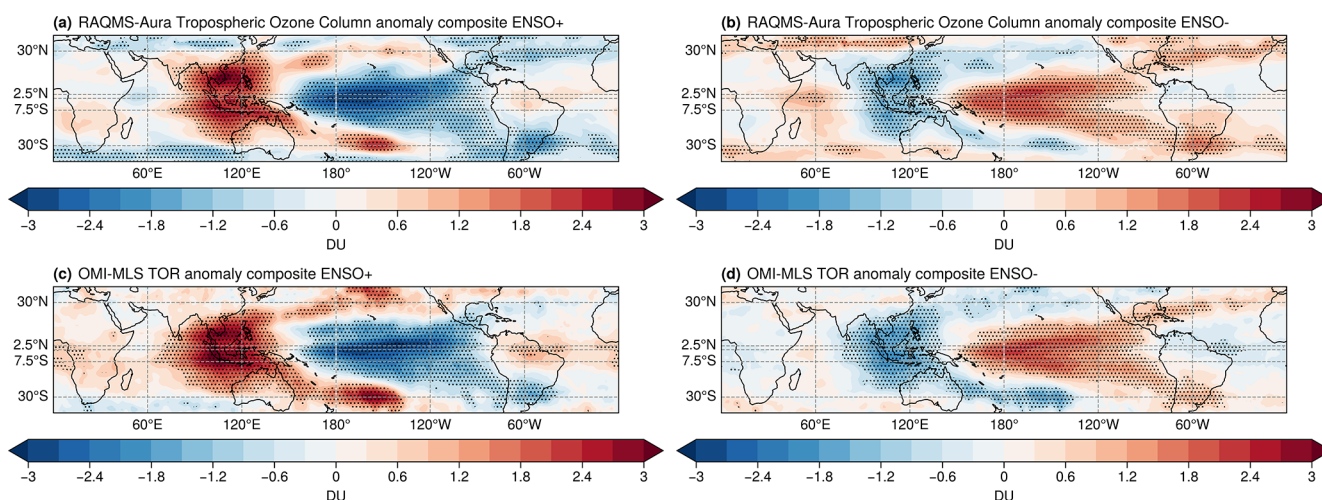 (a) RAQMS-Aura Tropospheric Ozone Column anomaly composite ENSO+
30°N
2.5°N
7.5°S
30°S
60°E 120°E 180° 120°W 60°W
−3 −2.4 −1.8 −1.2 −0.6 0 0.6 1.2 1.8 2.4 3
DU
(b) RAQMS-Aura Tropospheric Ozone Column anomaly composite ENSO-
30°N
2.5°N
7.5°S
30°S
60°E 120°E 180° 120°W 60°W
−3 −2.4 −1.8 −1.2 −0.6 0 0.6 1.2 1.8 2.4 3
DU
(c) OMI-MLS TOR anomaly composite ENSO+
30°N
2.5°N
7.5°S
30°S
60°E 120°E 180° 120°W 60°W
−3 −2.4 −1.8 −1.2 −0.6 0 0.6 1.2 1.8 2.4 3
DU
(d) OMI-MLS TOR anomaly composite ENSO-
30°N
2.5°N
7.5°S
30°S
60°E 120°E 180° 120°W 60°W
−3 −2.4 −1.8 −1.2 −0.6 0 0.6 1.2 1.8 2.4 3
DU